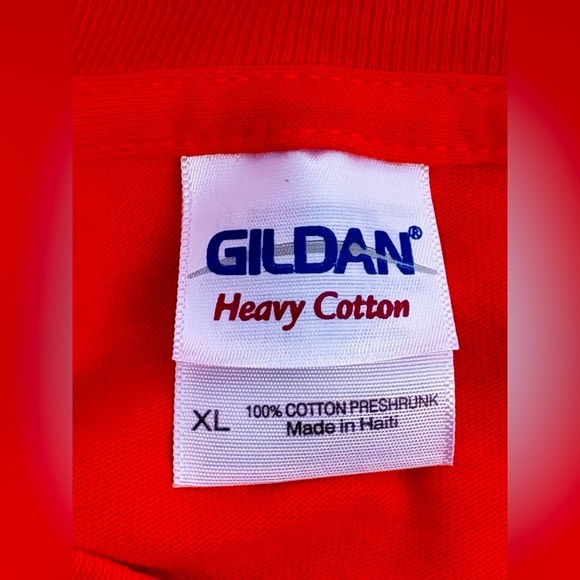 GILDAN®
Heavy Cotton
XL 100% COTTON PRESHRUNK
Made in Haiti